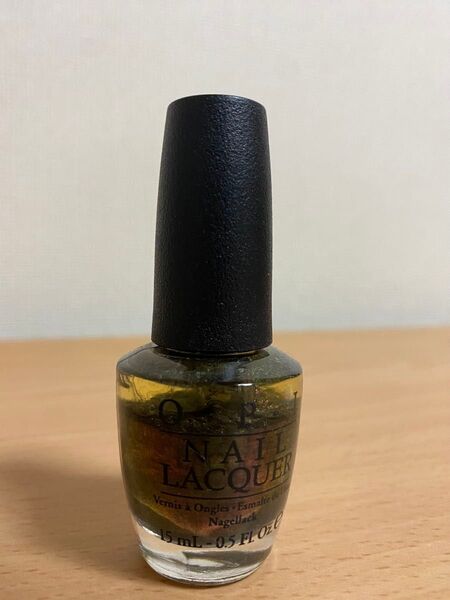 O P I
NAIL
LACQUER
Vernis à Ongles • Esmalte de
Nagellack
15 mL - 0.5 Fl Oz